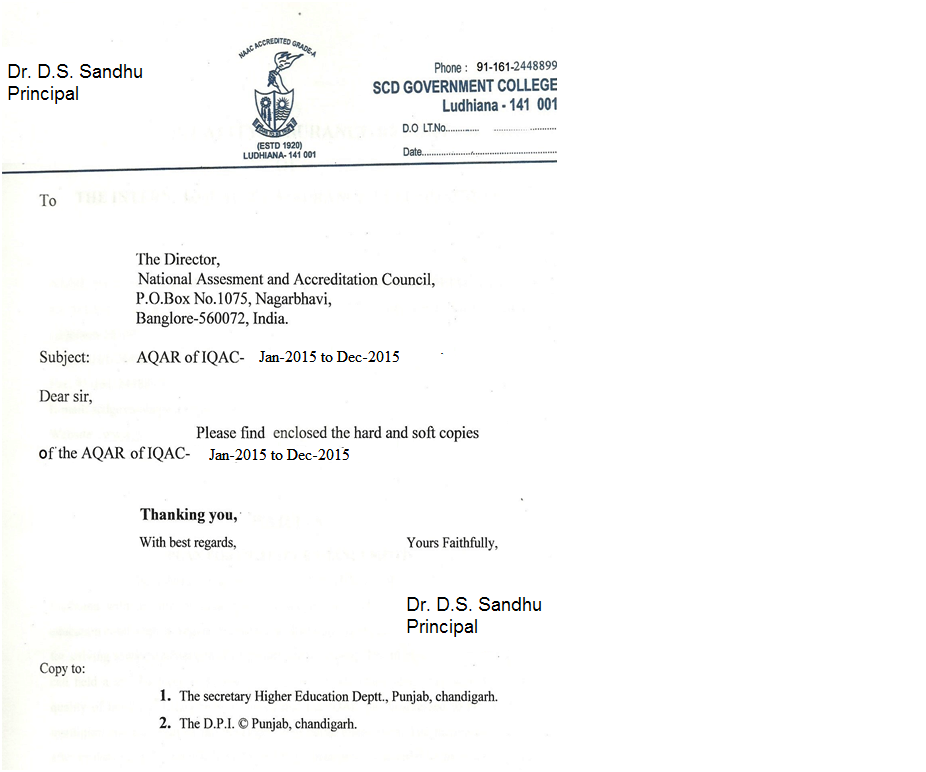 Dr. D.S. Sandhu
Principal
NAAC ACCREDITED GRADE-A
(ESTD 1920)
LUDHIANA- 141 001
Phone : 91-161-2448899
SCD GOVERNMENT COLLEGE
Ludhiana - 141 001
D.O LT.No.............. .......................
Date.....................................................
To
The Director,
National Assesment and Accreditation Council,
P.O.Box No.1075, Nagarbhavi,
Banglore-560072, India.
Subject: AQAR of IQAC- Jan-2015 to Dec-2015
Dear sir,
Please find enclosed the hard and soft copies
of the AQAR of IQAC- Jan-2015 to Dec-2015
Thanking you,
With best regards, Yours Faithfully,
Dr. D.S. Sandhu
Principal
Copy to:
1. The secretary Higher Education Deptt., Punjab, chandigarh.
2. The D.P.I. © Punjab, chandigarh.